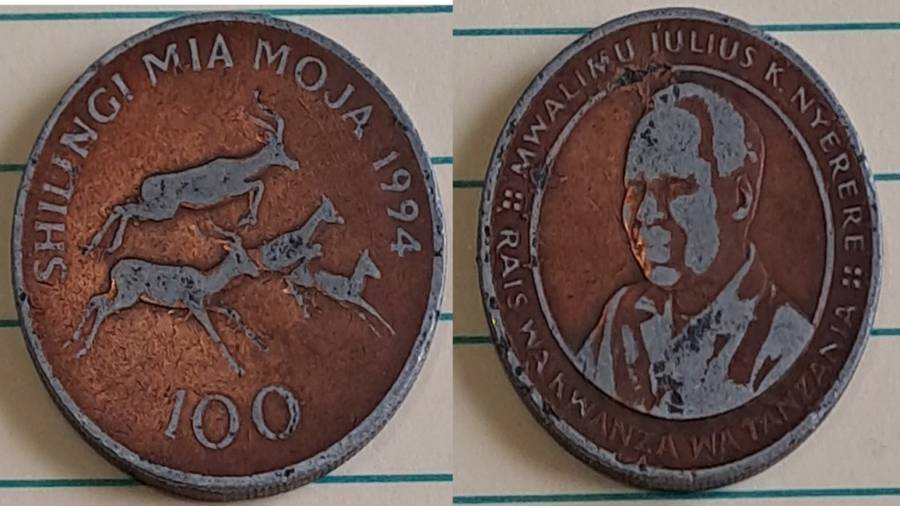 SHILINGI MIA MOJA 1994
100
MWALIMU JULIUS K. NYERERE
RAIS WA KWANZA WA TANZANIA